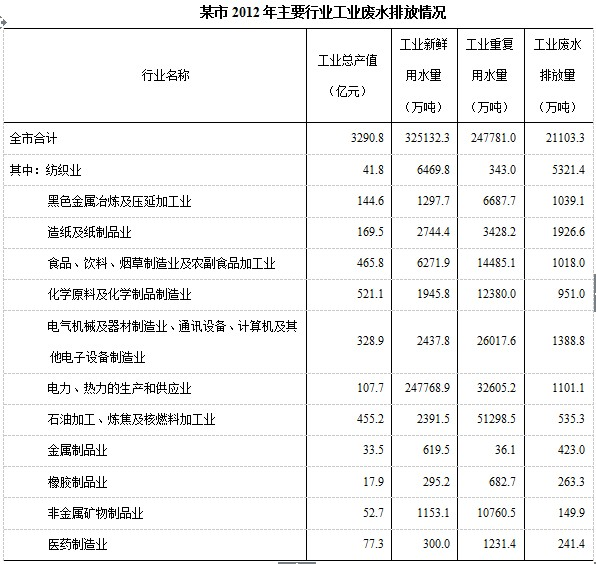 某市 2012 年主要行业工业废水排放情况
行业名称 工业总产值（亿元） 工业新鲜用水量（万吨） 工业重复用水量（万吨） 工业废水排放量（万吨）
全市合计 3290.8 325132.3 247781.0 21103.3
其中：纺织业 41.8 6469.8 343.0 5321.4
黑色金属冶炼及压延加工业 144.6 1297.7 6687.7 1039.1
造纸及纸制品业 169.5 2744.4 3428.2 1926.6
食品、饮料、烟草制造业及农副食品加工业 465.8 6271.9 14485.1 1018.0
化学原料及化学制品制造业 521.1 1945.8 12380.0 951.0
电气机械及器材制造业、通讯设备、计算机及其
他电子设备制造业 328.9 2437.8 26017.6 1388.8
电力、热力的生产和供应业 107.7 247768.9 32605.2 1101.1
石油加工、炼焦及核燃料加工业 455.2 2391.5 51298.5 535.3
金属制品业 33.5 619.5 36.1 423.0
橡胶制品业 17.9 295.2 682.7 263.3
非金属矿物制品业 52.7 1153.1 10760.5 149.9
医药制造业 77.3 300.0 1231.4 241.4